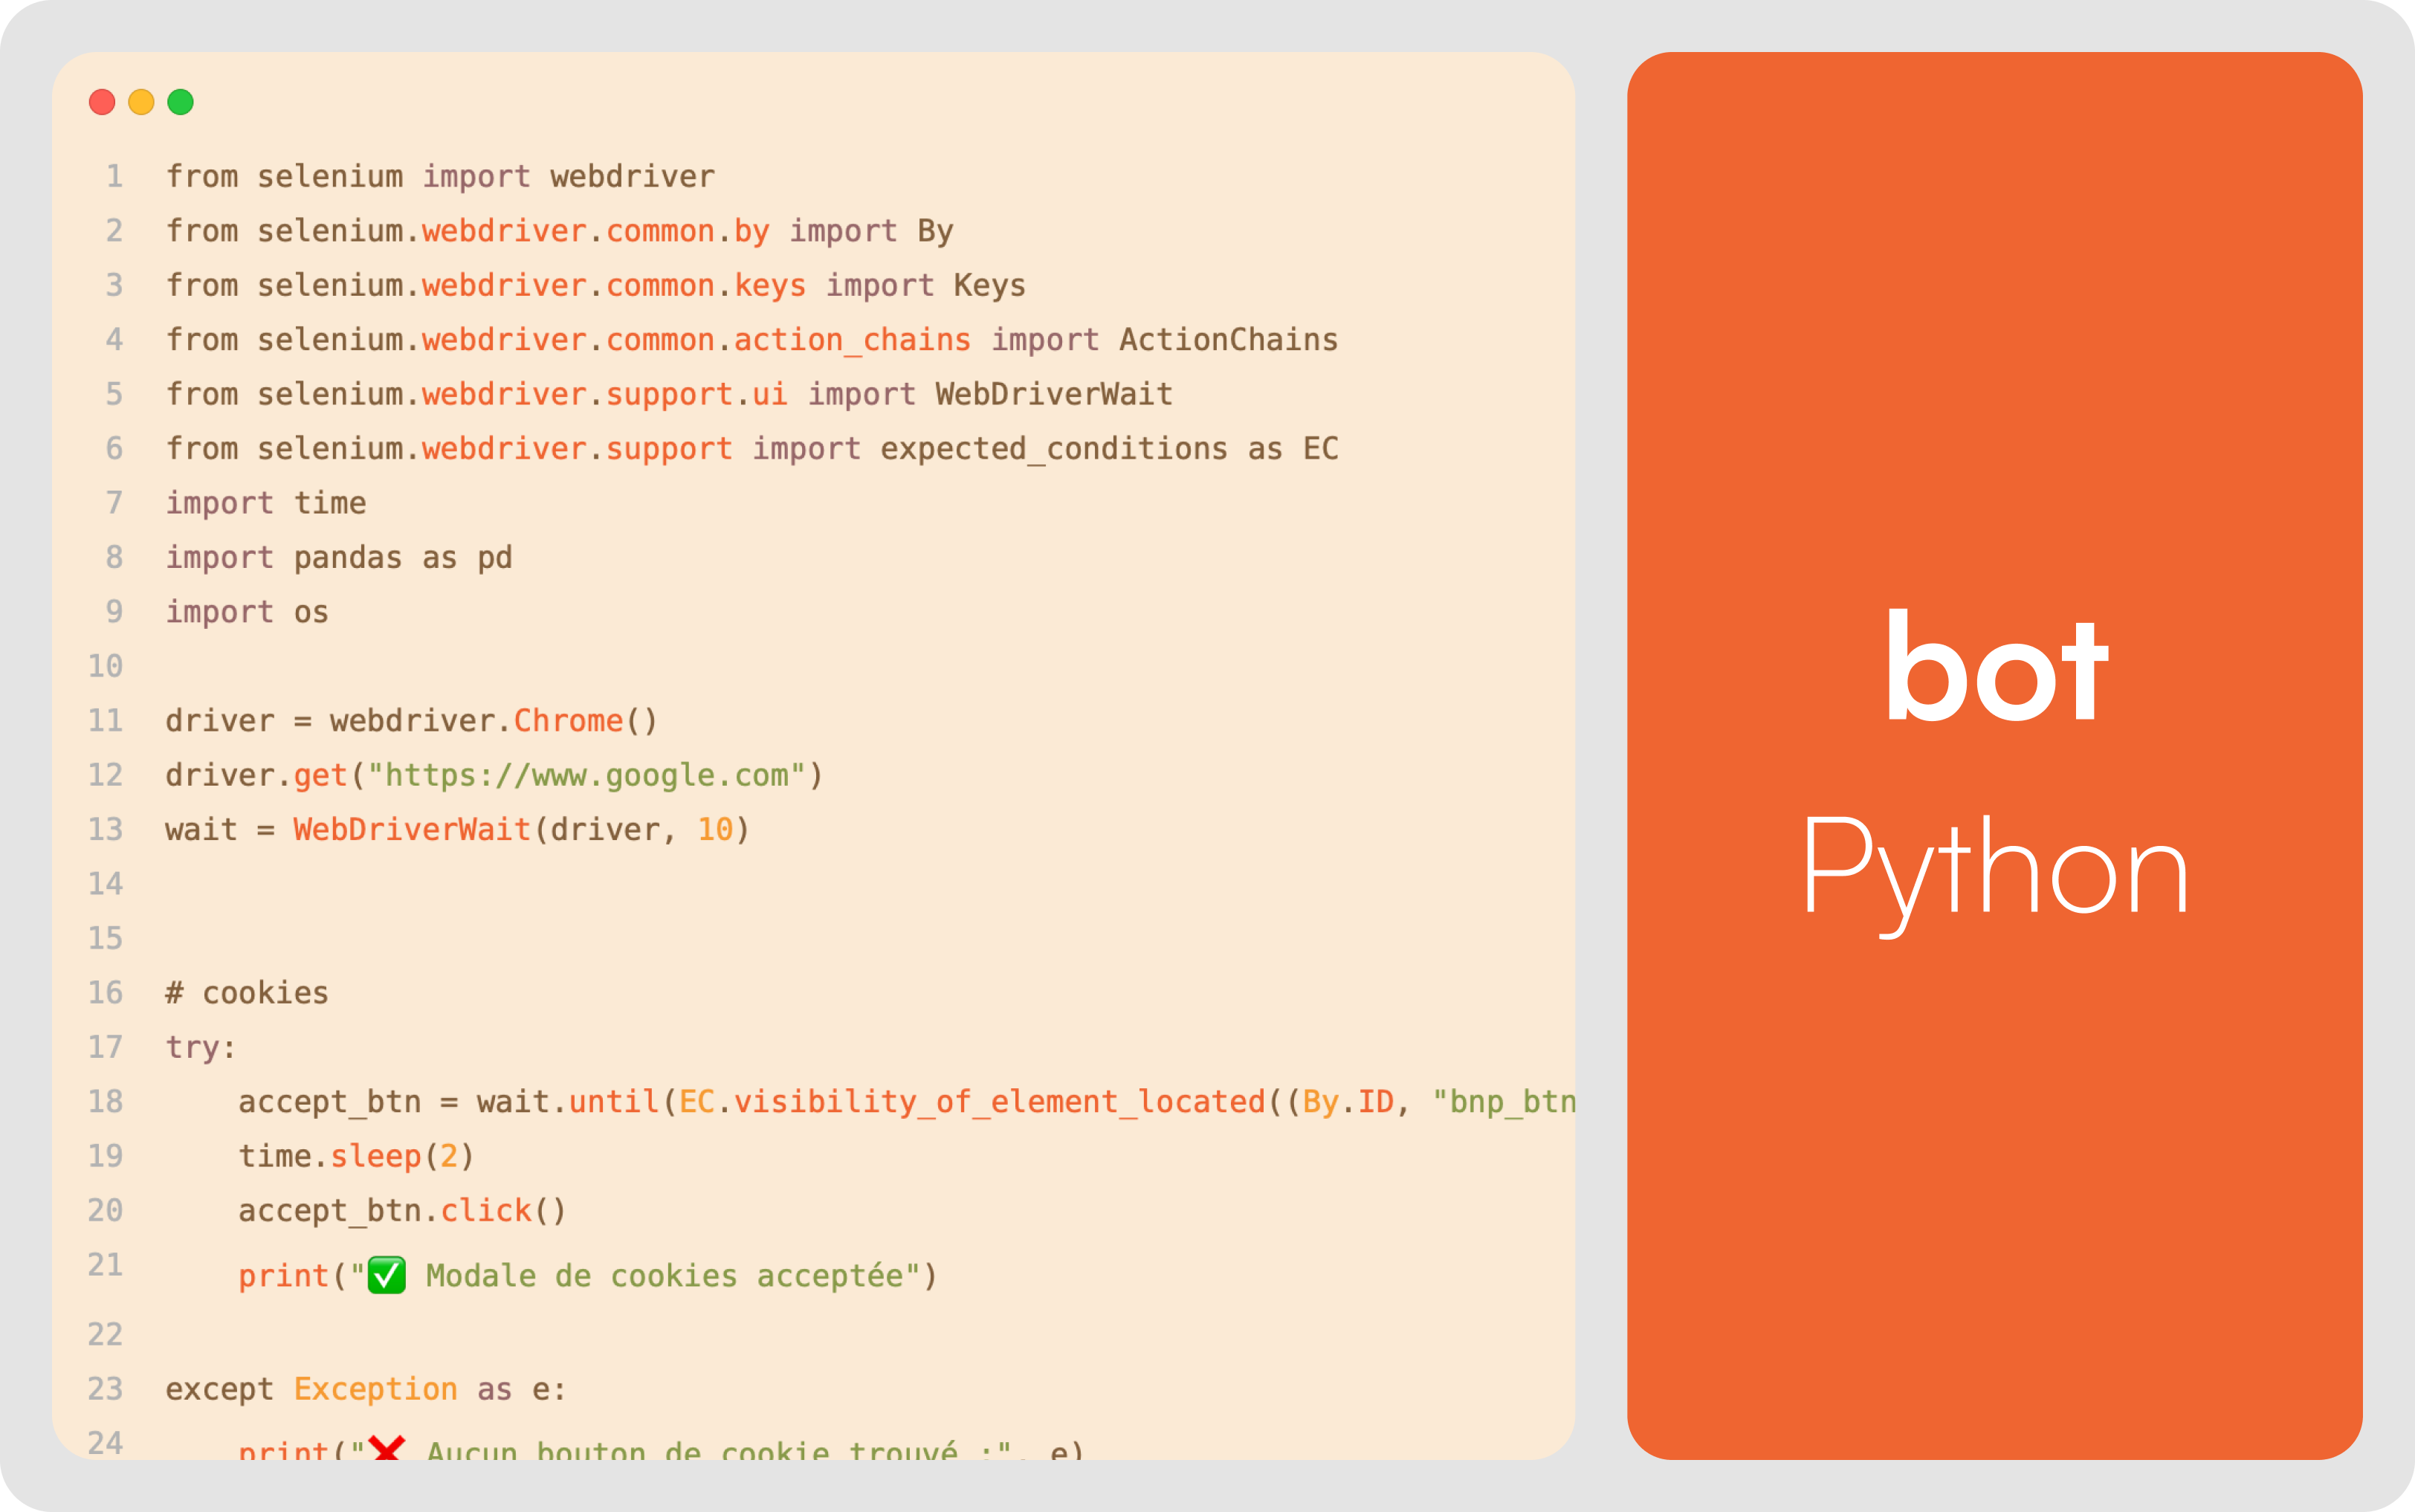 1 from selenium import webdriver
2 from selenium.webdriver.common.by import By
3 from selenium.webdriver.common.keys import Keys
4 from selenium.webdriver.common.action_chains import ActionChains
5 from selenium.webdriver.support.ui import WebDriverWait
6 from selenium.webdriver.support import expected_conditions as EC
7 import time
8 import pandas as pd
9 import os
10
11 driver = webdriver.Chrome()
12 driver.get("https://www.google.com")
13 wait = WebDriverWait(driver, 10)
14
15
16 # cookies
17 try:
18     accept_btn = wait.until(EC.visibility_of_element_located((By.ID, "bnp_btn
19     time.sleep(2)
20     accept_btn.click()
21     print("✅ Modale de cookies acceptée")
22
23 except Exception as e:
24     print("❌ Aucun bouton de cookie trouvé :", e)
bot
Python